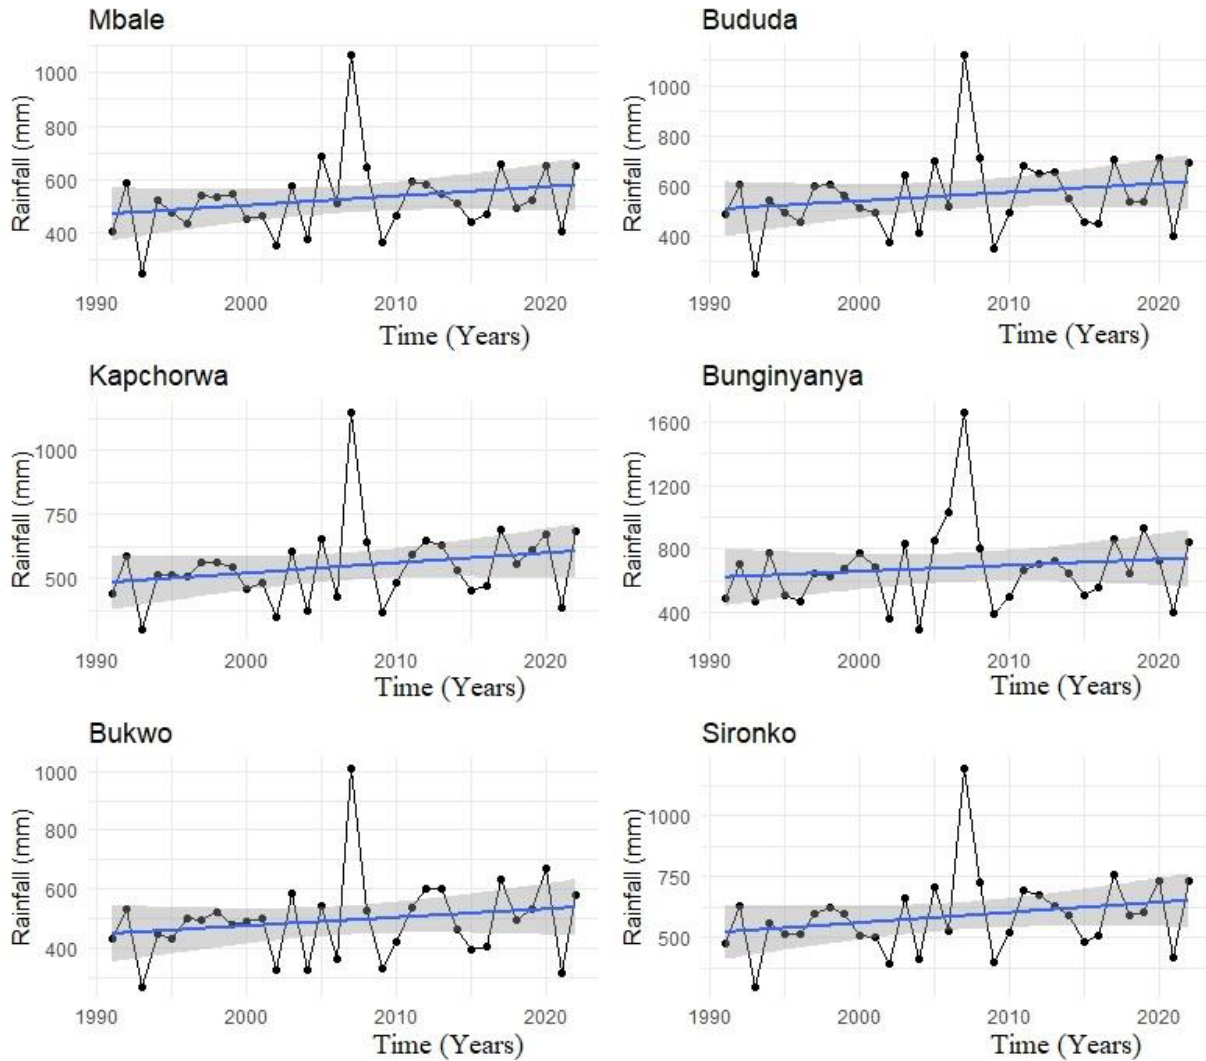 Mbale
Rainfall (mm)
1000
800
600
400
1990 2000 2010 2020
Time (Years)
Bududa
Rainfall (mm)
1000
800
600
400
1990 2000 2010 2020
Time (Years)
Kapchorwa
Rainfall (mm)
1000
750
500
1990 2000 2010 2020
Time (Years)
Bunginyanya
Rainfall (mm)
1600
1200
800
400
1990 2000 2010 2020
Time (Years)
Bukwo
Rainfall (mm)
1000
800
600
400
1990 2000 2010 2020
Time (Years)
Sironko
Rainfall (mm)
1000
750
500
1990 2000 2010 2020
Time (Years)